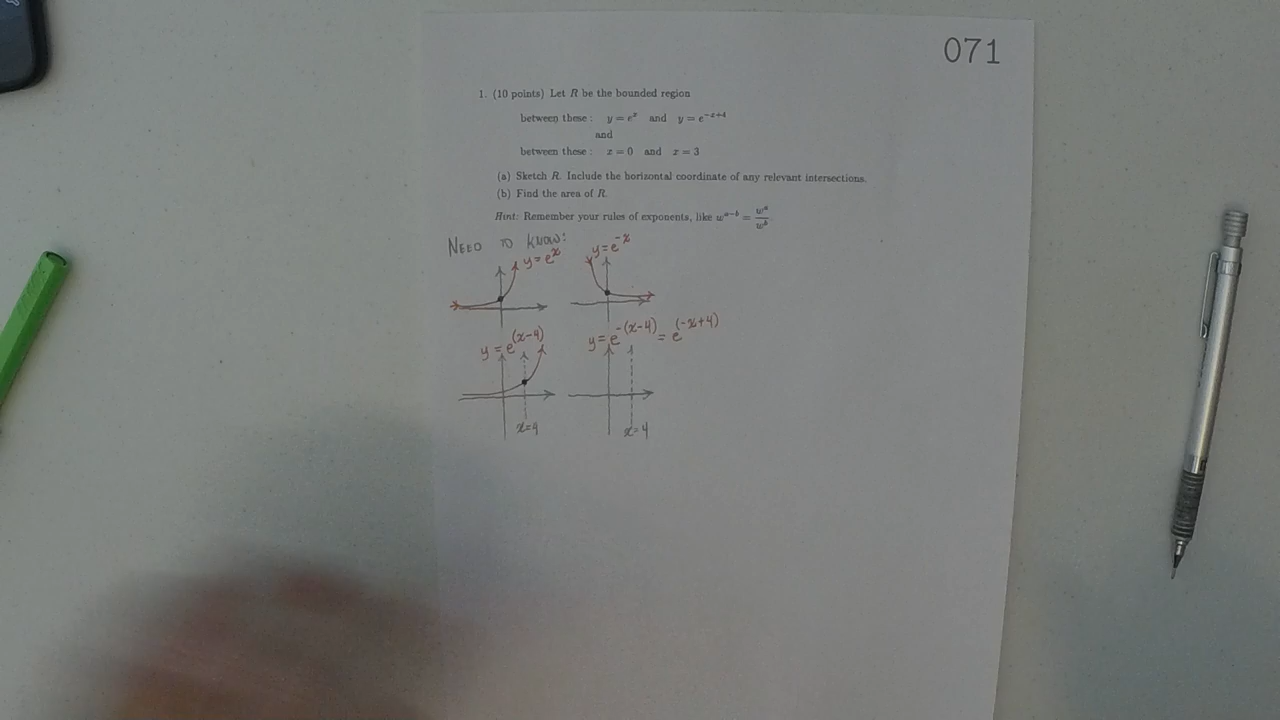 071
1. (10 points) Let R be the bounded region
between these : y = e^x and y = e^{-x+4}
and
between these : x = 0 and x = 3
(a) Sketch R. Include the horizontal coordinate of any relevant intersections.
(b) Find the area of R.
Hint: Remember your rules of exponents, like w^{a-b} = w^a / w^b.
NEED TO KNOW:
y = e^x
y = e^{-x}
y = e^{(x-4)}
y = e^{-(x-4)} = e^{(-x+4)}
x=4
x=4